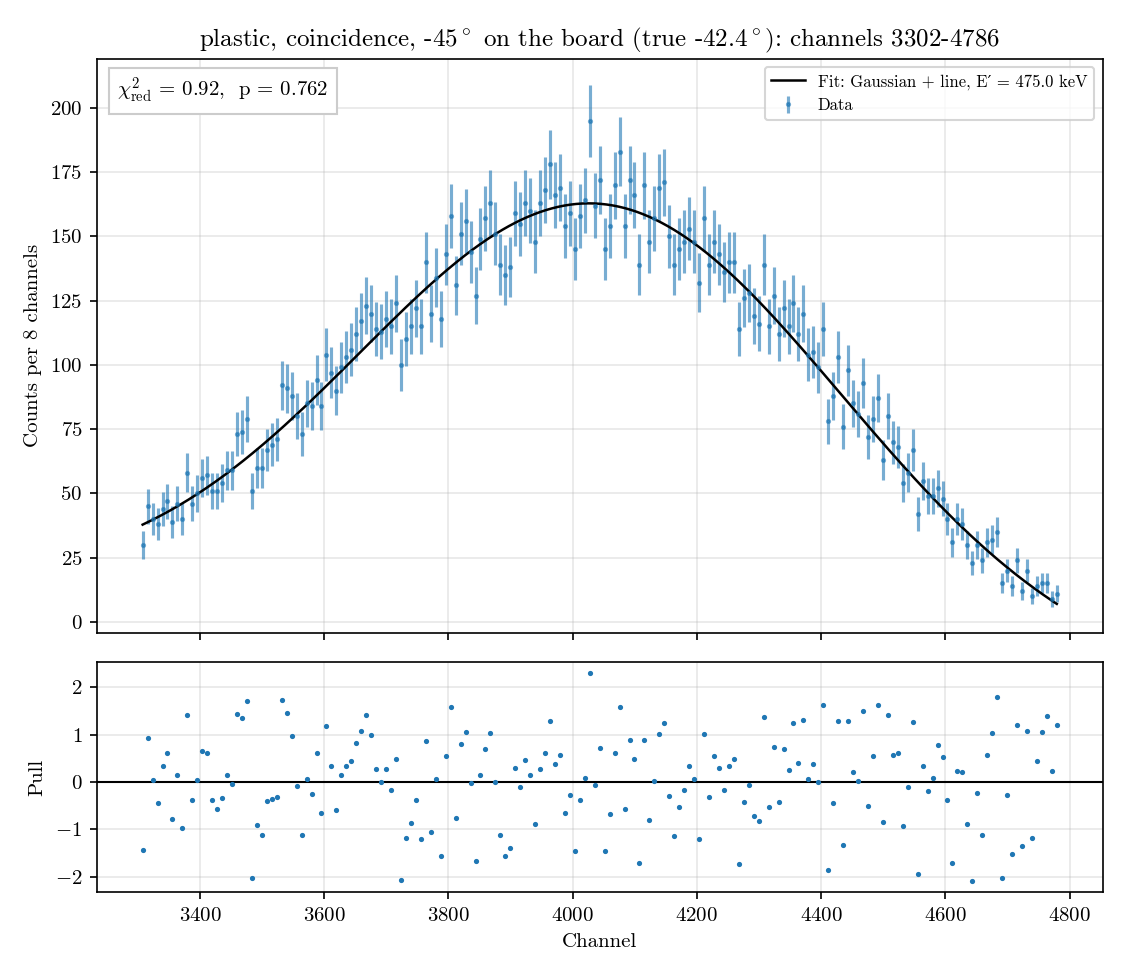 plastic, coincidence, -45° on the board (true -42.4°): channels 3302-4786
χ²red = 0.92, p = 0.762
Fit: Gaussian + line, E´ = 475.0 keV
Data
Counts per 8 channels
200
175
150
125
100
75
50
25
0
Pull
2
1
0
−1
−2
3400 3600 3800 4000 4200 4400 4600 4800
Channel